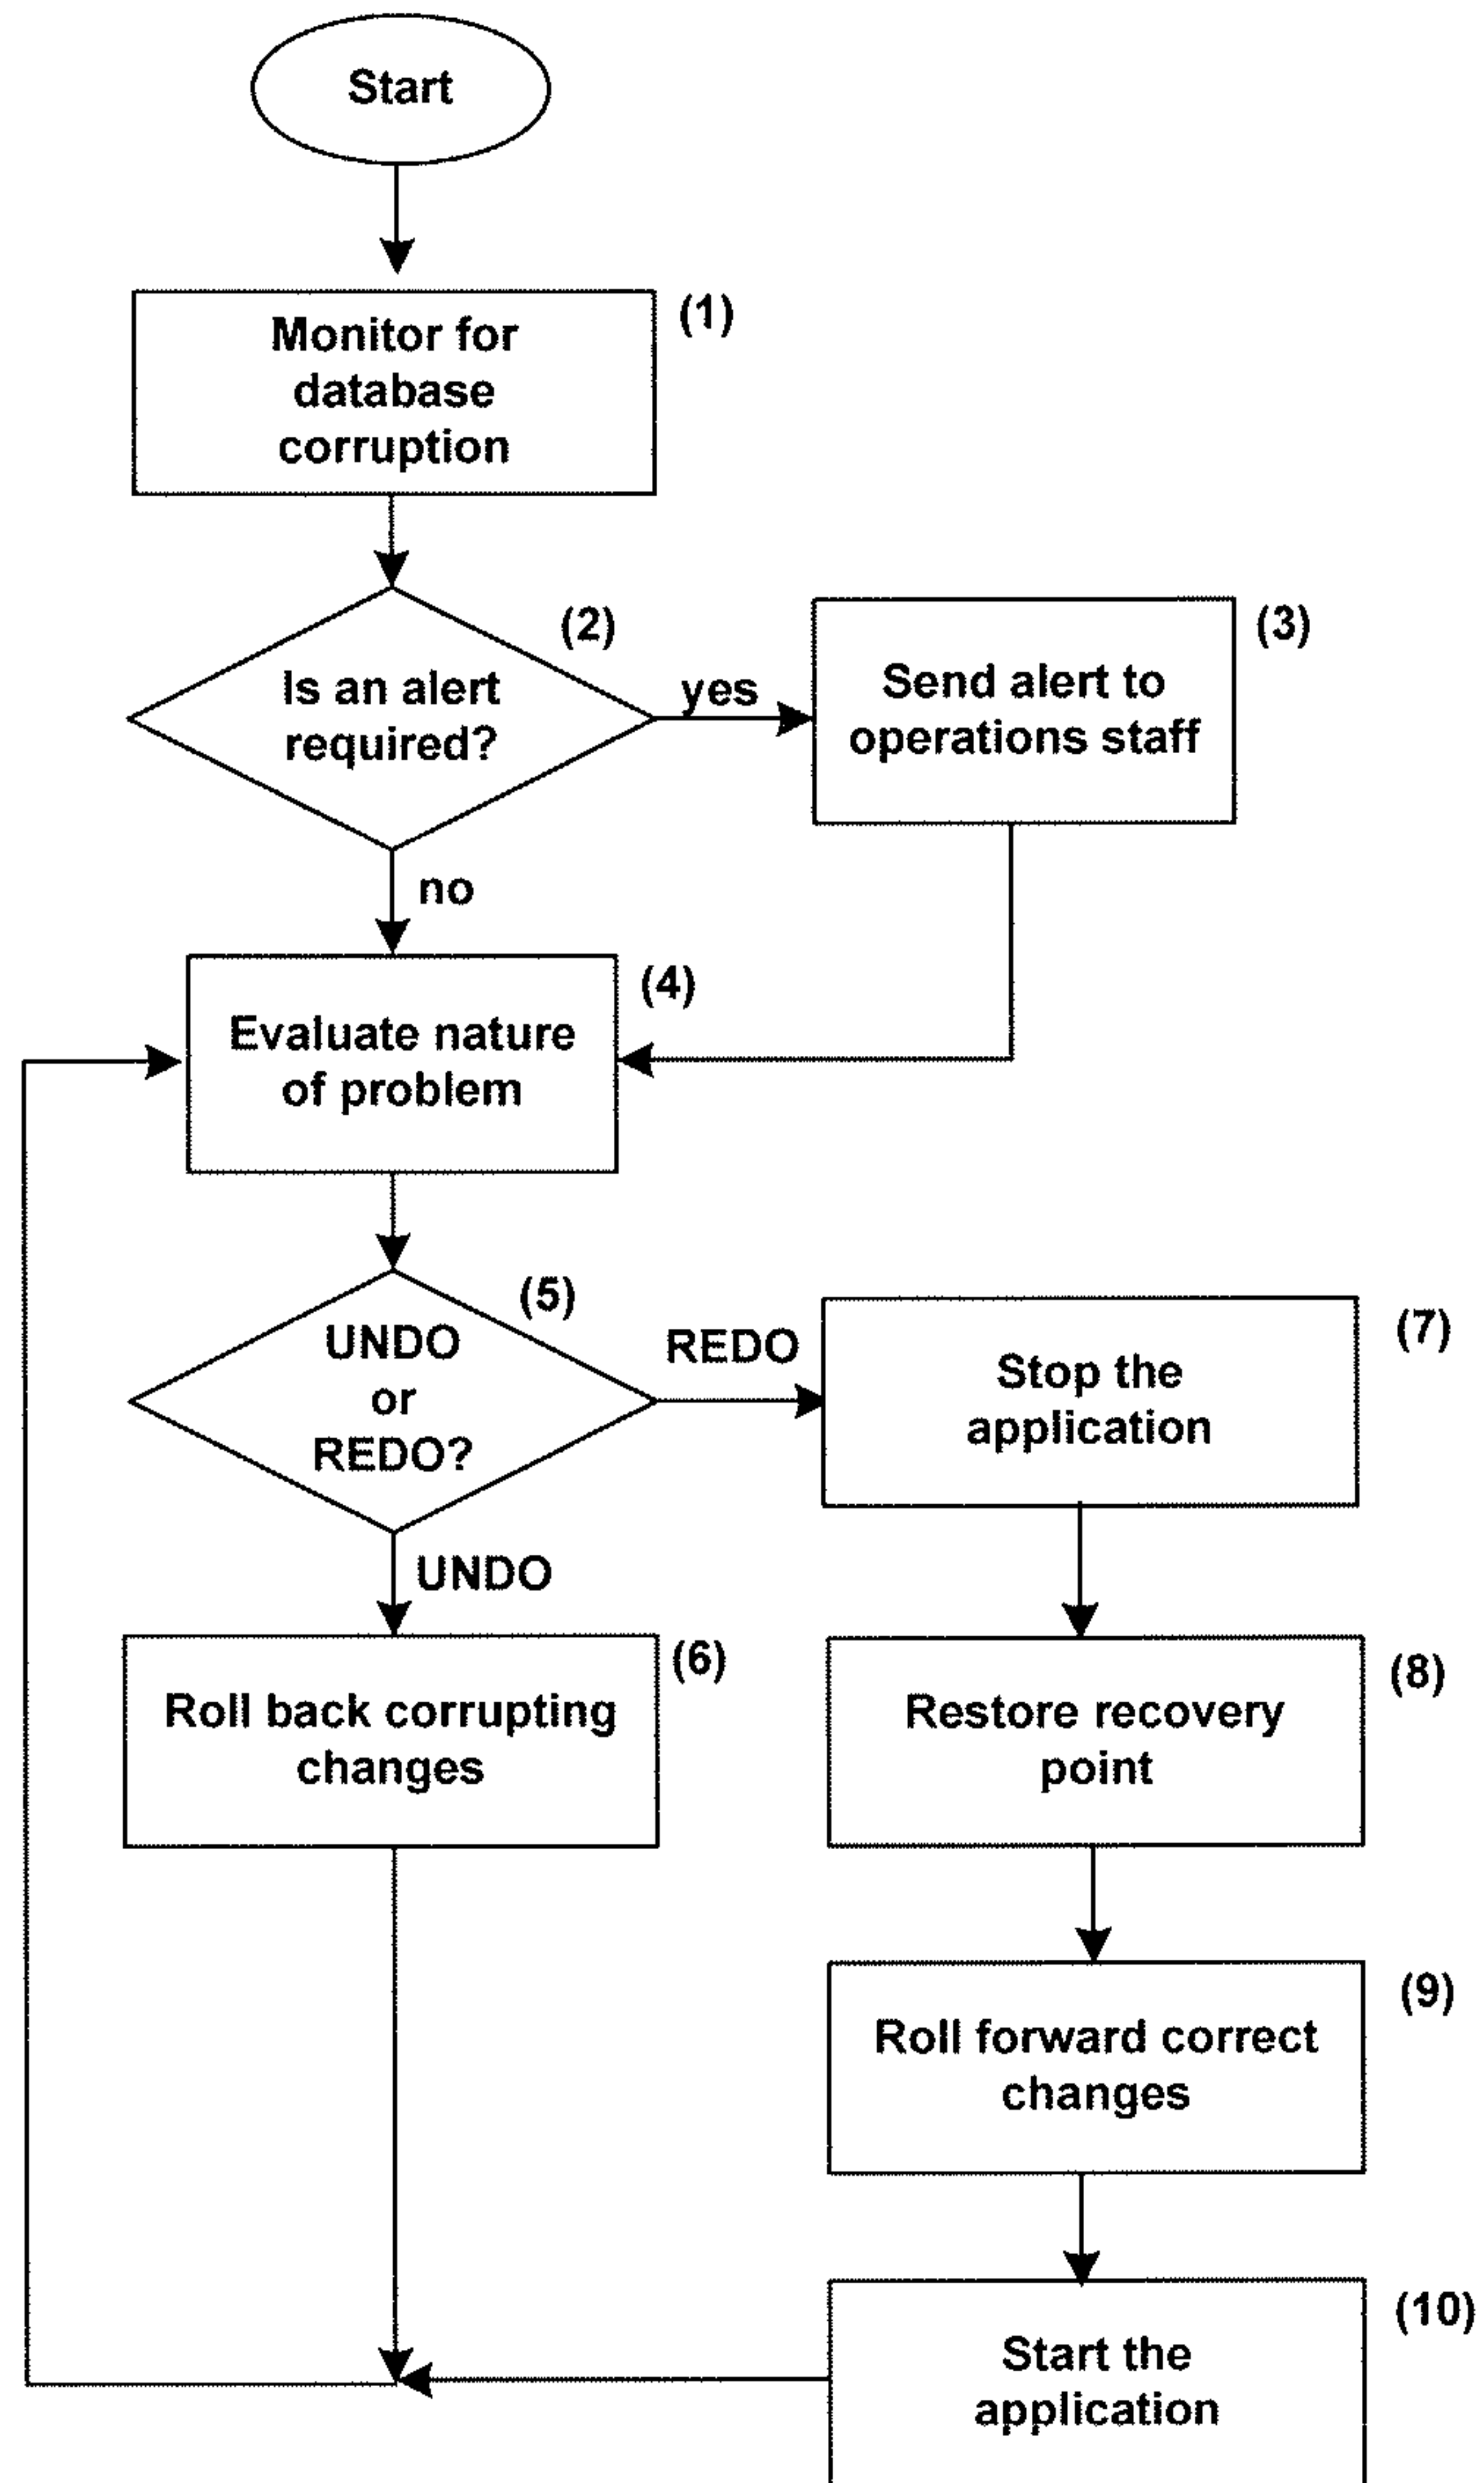 Start
(1)
Monitor for
database
corruption
(2)
Is an alert
required?
yes
(3)
Send alert to
operations staff
no
(4)
Evaluate nature
of problem
(5)
UNDO
or
REDO?
REDO
(7)
Stop the
application
UNDO
(6)
Roll back corrupting
changes
(8)
Restore recovery
point
(9)
Roll forward correct
changes
(10)
Start the
application